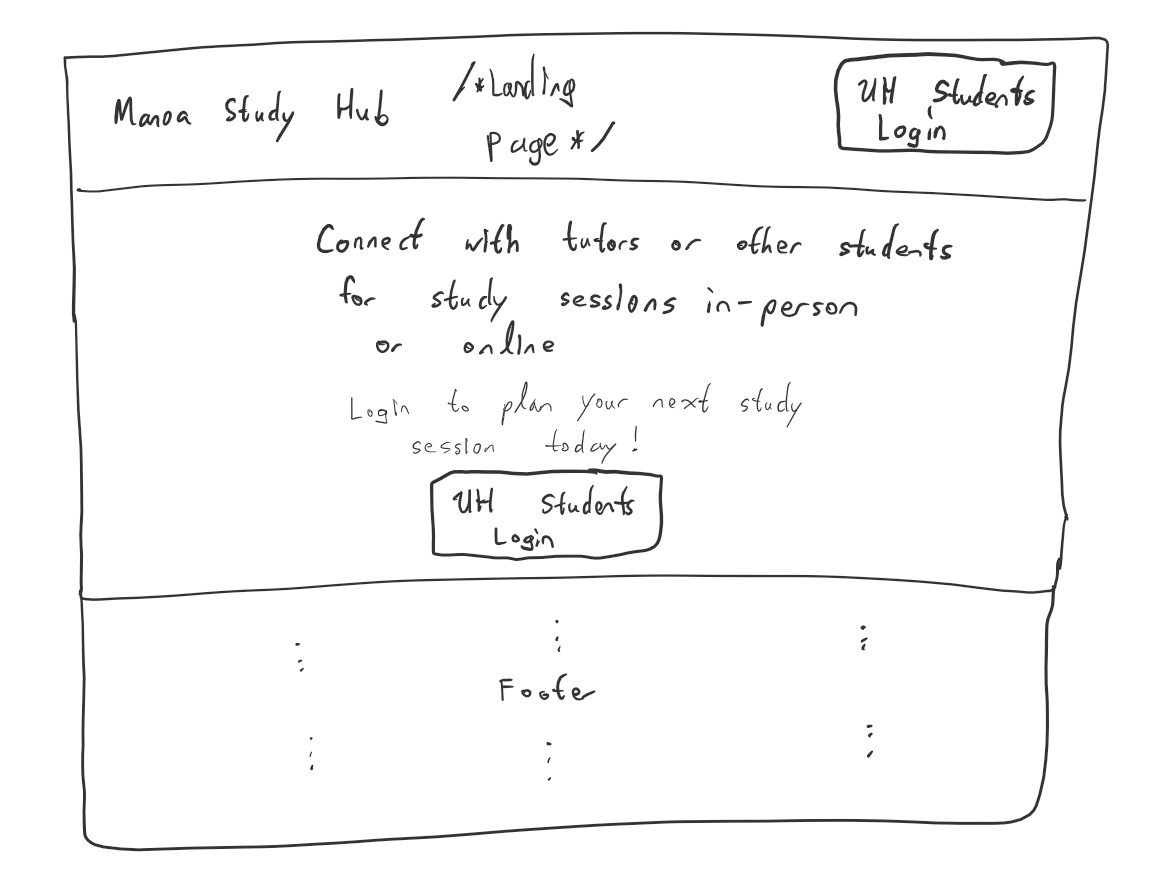 Manoa Study Hub
/*Landing
page*/
UH Students
Login
Connect with tutors or other students
for study sessions in-person
or online
Login to plan your next study
session today!
UH Students
Login
Footer